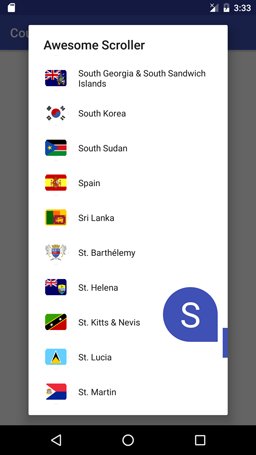 3:33
Cou
Awesome Scroller
South Georgia & South Sandwich
Islands
South Korea
South Sudan
Spain
Sri Lanka
St. Barthélemy
St. Helena
St. Kitts & Nevis
S
St. Lucia
St. Martin